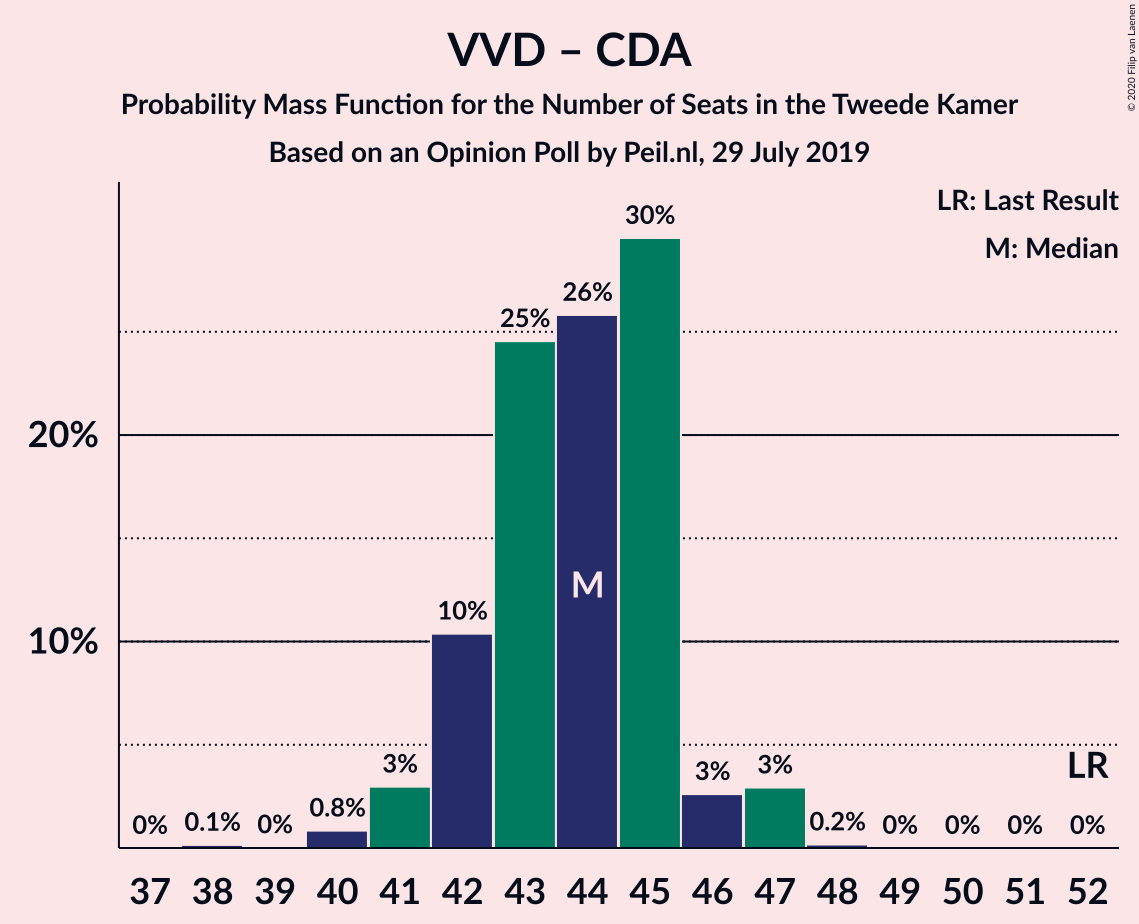 VVD – CDA
Probability Mass Function for the Number of Seats in the Tweede Kamer
Based on an Opinion Poll by Peil.nl, 29 July 2019
© 2020 Filip van Laenen
LR: Last Result
M: Median
30%
26%
25%
20%
M
10%
10%
LR
3%
3%
3%
0%
0.1%
0%
0.8%
0.2%
0%
0%
0%
0%
37 38 39 40 41 42 43 44 45 46 47 48 49 50 51 52